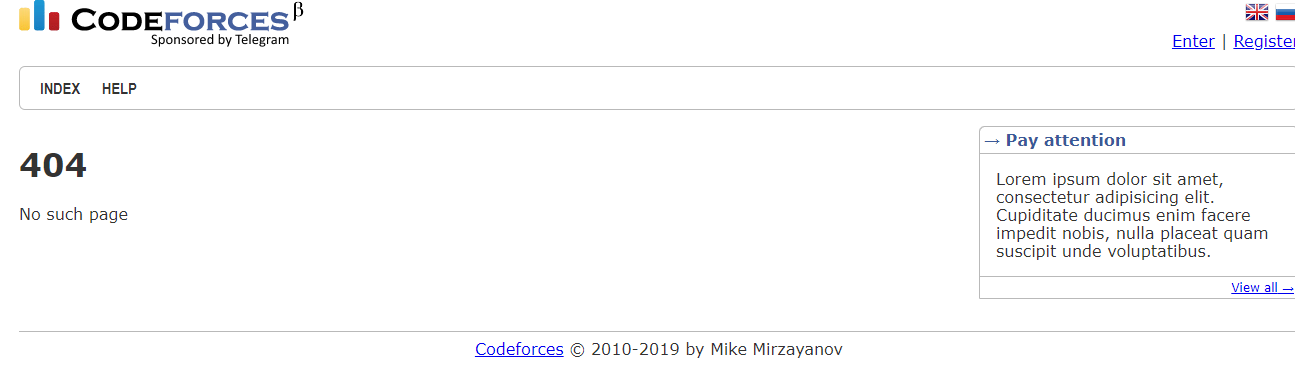 CODEFORCES β
Sponsored by Telegram
Enter | Register
INDEX HELP
404
No such page
→ Pay attention
Lorem ipsum dolor sit amet,
consectetur adipisicing elit.
Cupiditate ducimus enim facere
impedit nobis, nulla placeat quam
suscipit unde voluptatibus.
View all →
Codeforces © 2010-2019 by Mike Mirzayanov